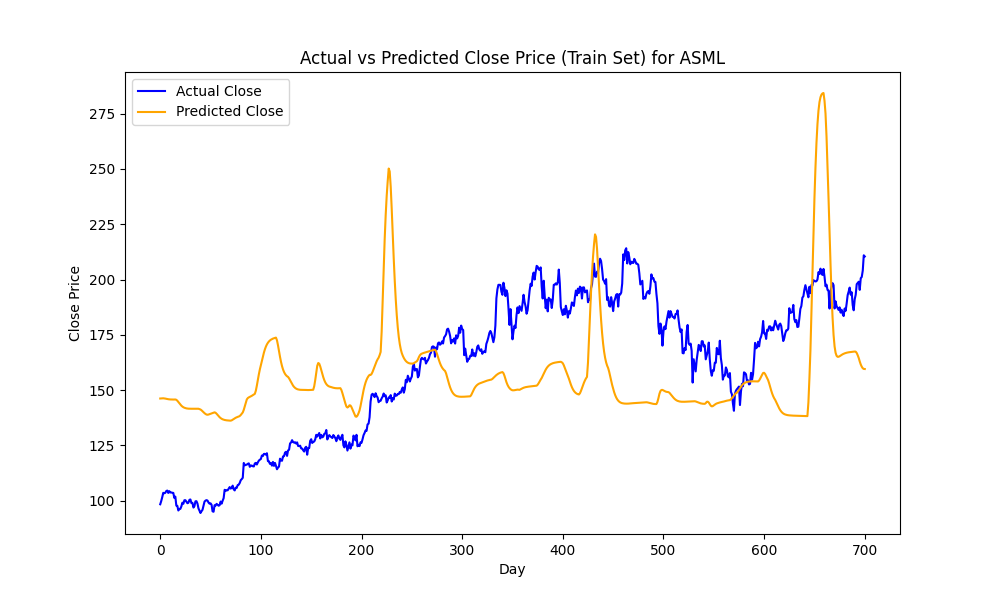 Actual vs Predicted Close Price (Train Set) for ASML
Actual Close
Predicted Close
275
250
225
200
175
150
125
100
Close Price
0 100 200 300 400 500 600 700
Day